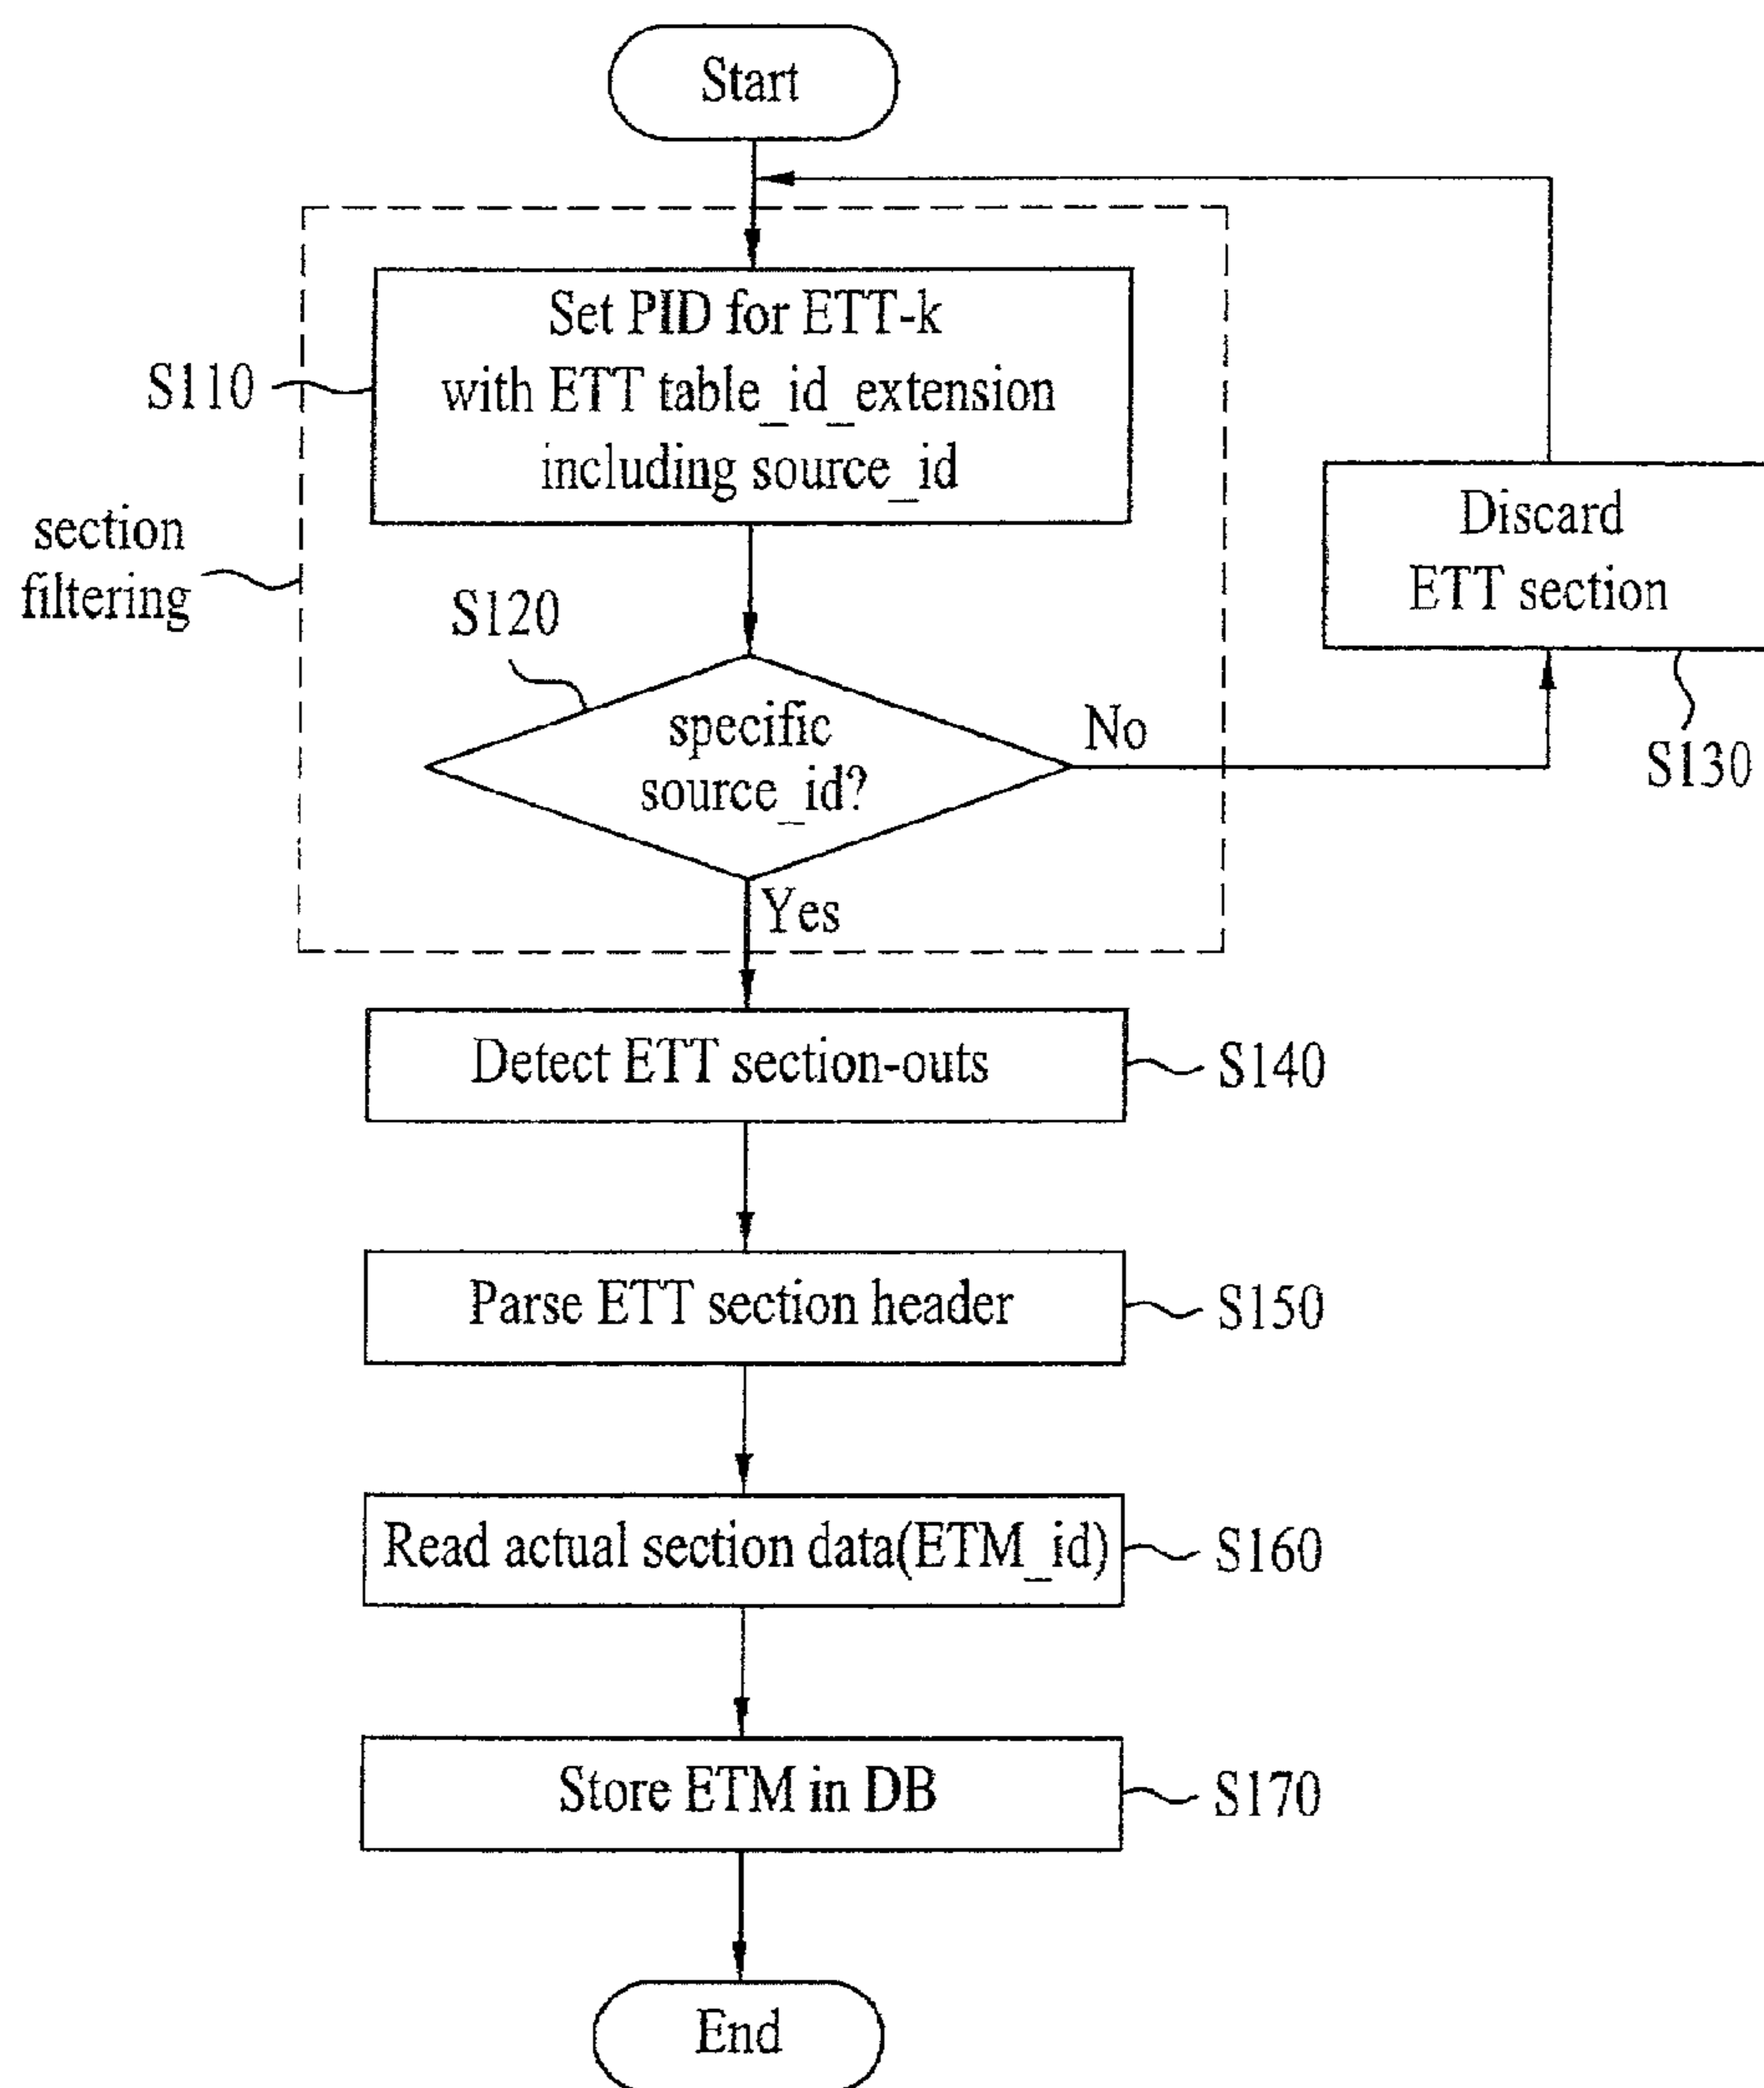 Start
Set PID for ETT-k
with ETT table_id_extension
including source_id
S110
section
filtering
Discard
ETT section
S130
S120
specific
source_id?
No
Yes
Detect ETT section-outs
S140
Parse ETT section header
S150
Read actual section data(ETM_id)
S160
Store ETM in DB
S170
End